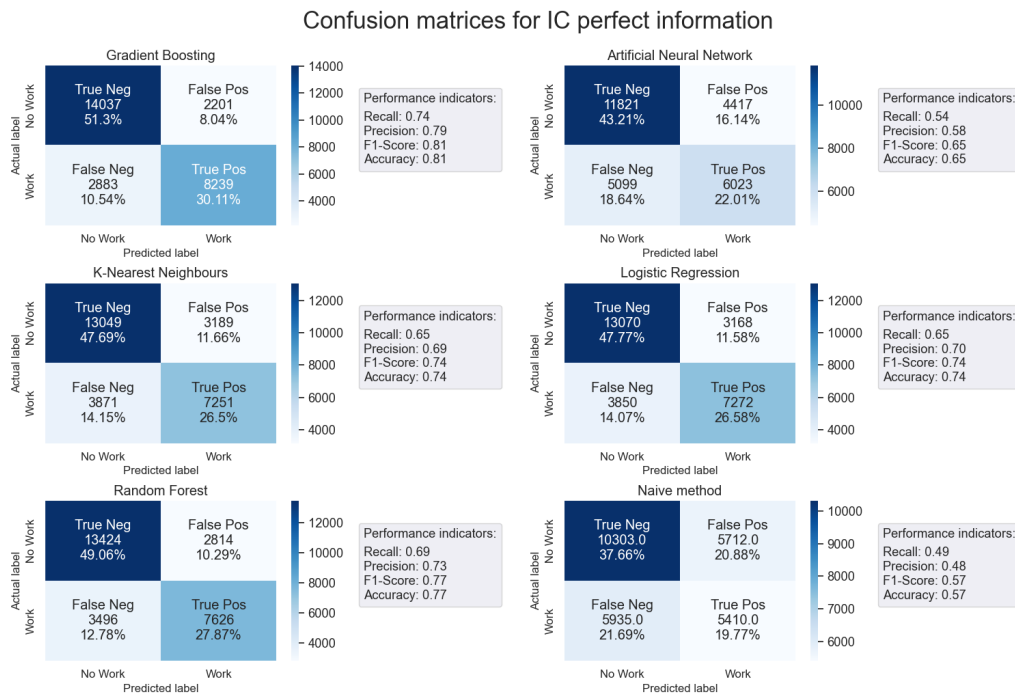 Confusion matrices for IC perfect information
Gradient Boosting
Actual label
No Work
Work
True Neg
14037
51.3%
False Pos
2201
8.04%
False Neg
2883
10.54%
True Pos
8239
30.11%
No Work
Work
Predicted label
14000
12000
10000
8000
6000
4000
Performance indicators:
Recall: 0.74
Precision: 0.79
F1-Score: 0.81
Accuracy: 0.81
Artificial Neural Network
Actual label
No Work
Work
True Neg
11821
43.21%
False Pos
4417
16.14%
False Neg
5099
18.64%
True Pos
6023
22.01%
No Work
Work
Predicted label
10000
8000
6000
Performance indicators:
Recall: 0.54
Precision: 0.58
F1-Score: 0.65
Accuracy: 0.65
K-Nearest Neighbours
Actual label
No Work
Work
True Neg
13049
47.69%
False Pos
3189
11.66%
False Neg
3871
14.15%
True Pos
7251
26.5%
No Work
Work
Predicted label
12000
10000
8000
6000
4000
Performance indicators:
Recall: 0.65
Precision: 0.69
F1-Score: 0.74
Accuracy: 0.74
Logistic Regression
Actual label
No Work
Work
True Neg
13070
47.77%
False Pos
3168
11.58%
False Neg
3850
14.07%
True Pos
7272
26.58%
No Work
Work
Predicted label
12000
10000
8000
6000
4000
Performance indicators:
Recall: 0.65
Precision: 0.70
F1-Score: 0.74
Accuracy: 0.74
Random Forest
Actual label
No Work
Work
True Neg
13424
49.06%
False Pos
2814
10.29%
False Neg
3496
12.78%
True Pos
7626
27.87%
No Work
Work
Predicted label
12000
10000
8000
6000
4000
Performance indicators:
Recall: 0.69
Precision: 0.73
F1-Score: 0.77
Accuracy: 0.77
Naive method
Actual label
No Work
Work
True Neg
10303.0
37.66%
False Pos
5712.0
20.88%
False Neg
5935.0
21.69%
True Pos
5410.0
19.77%
No Work
Work
Predicted label
10000
9000
8000
7000
6000
Performance indicators:
Recall: 0.49
Precision: 0.48
F1-Score: 0.57
Accuracy: 0.57